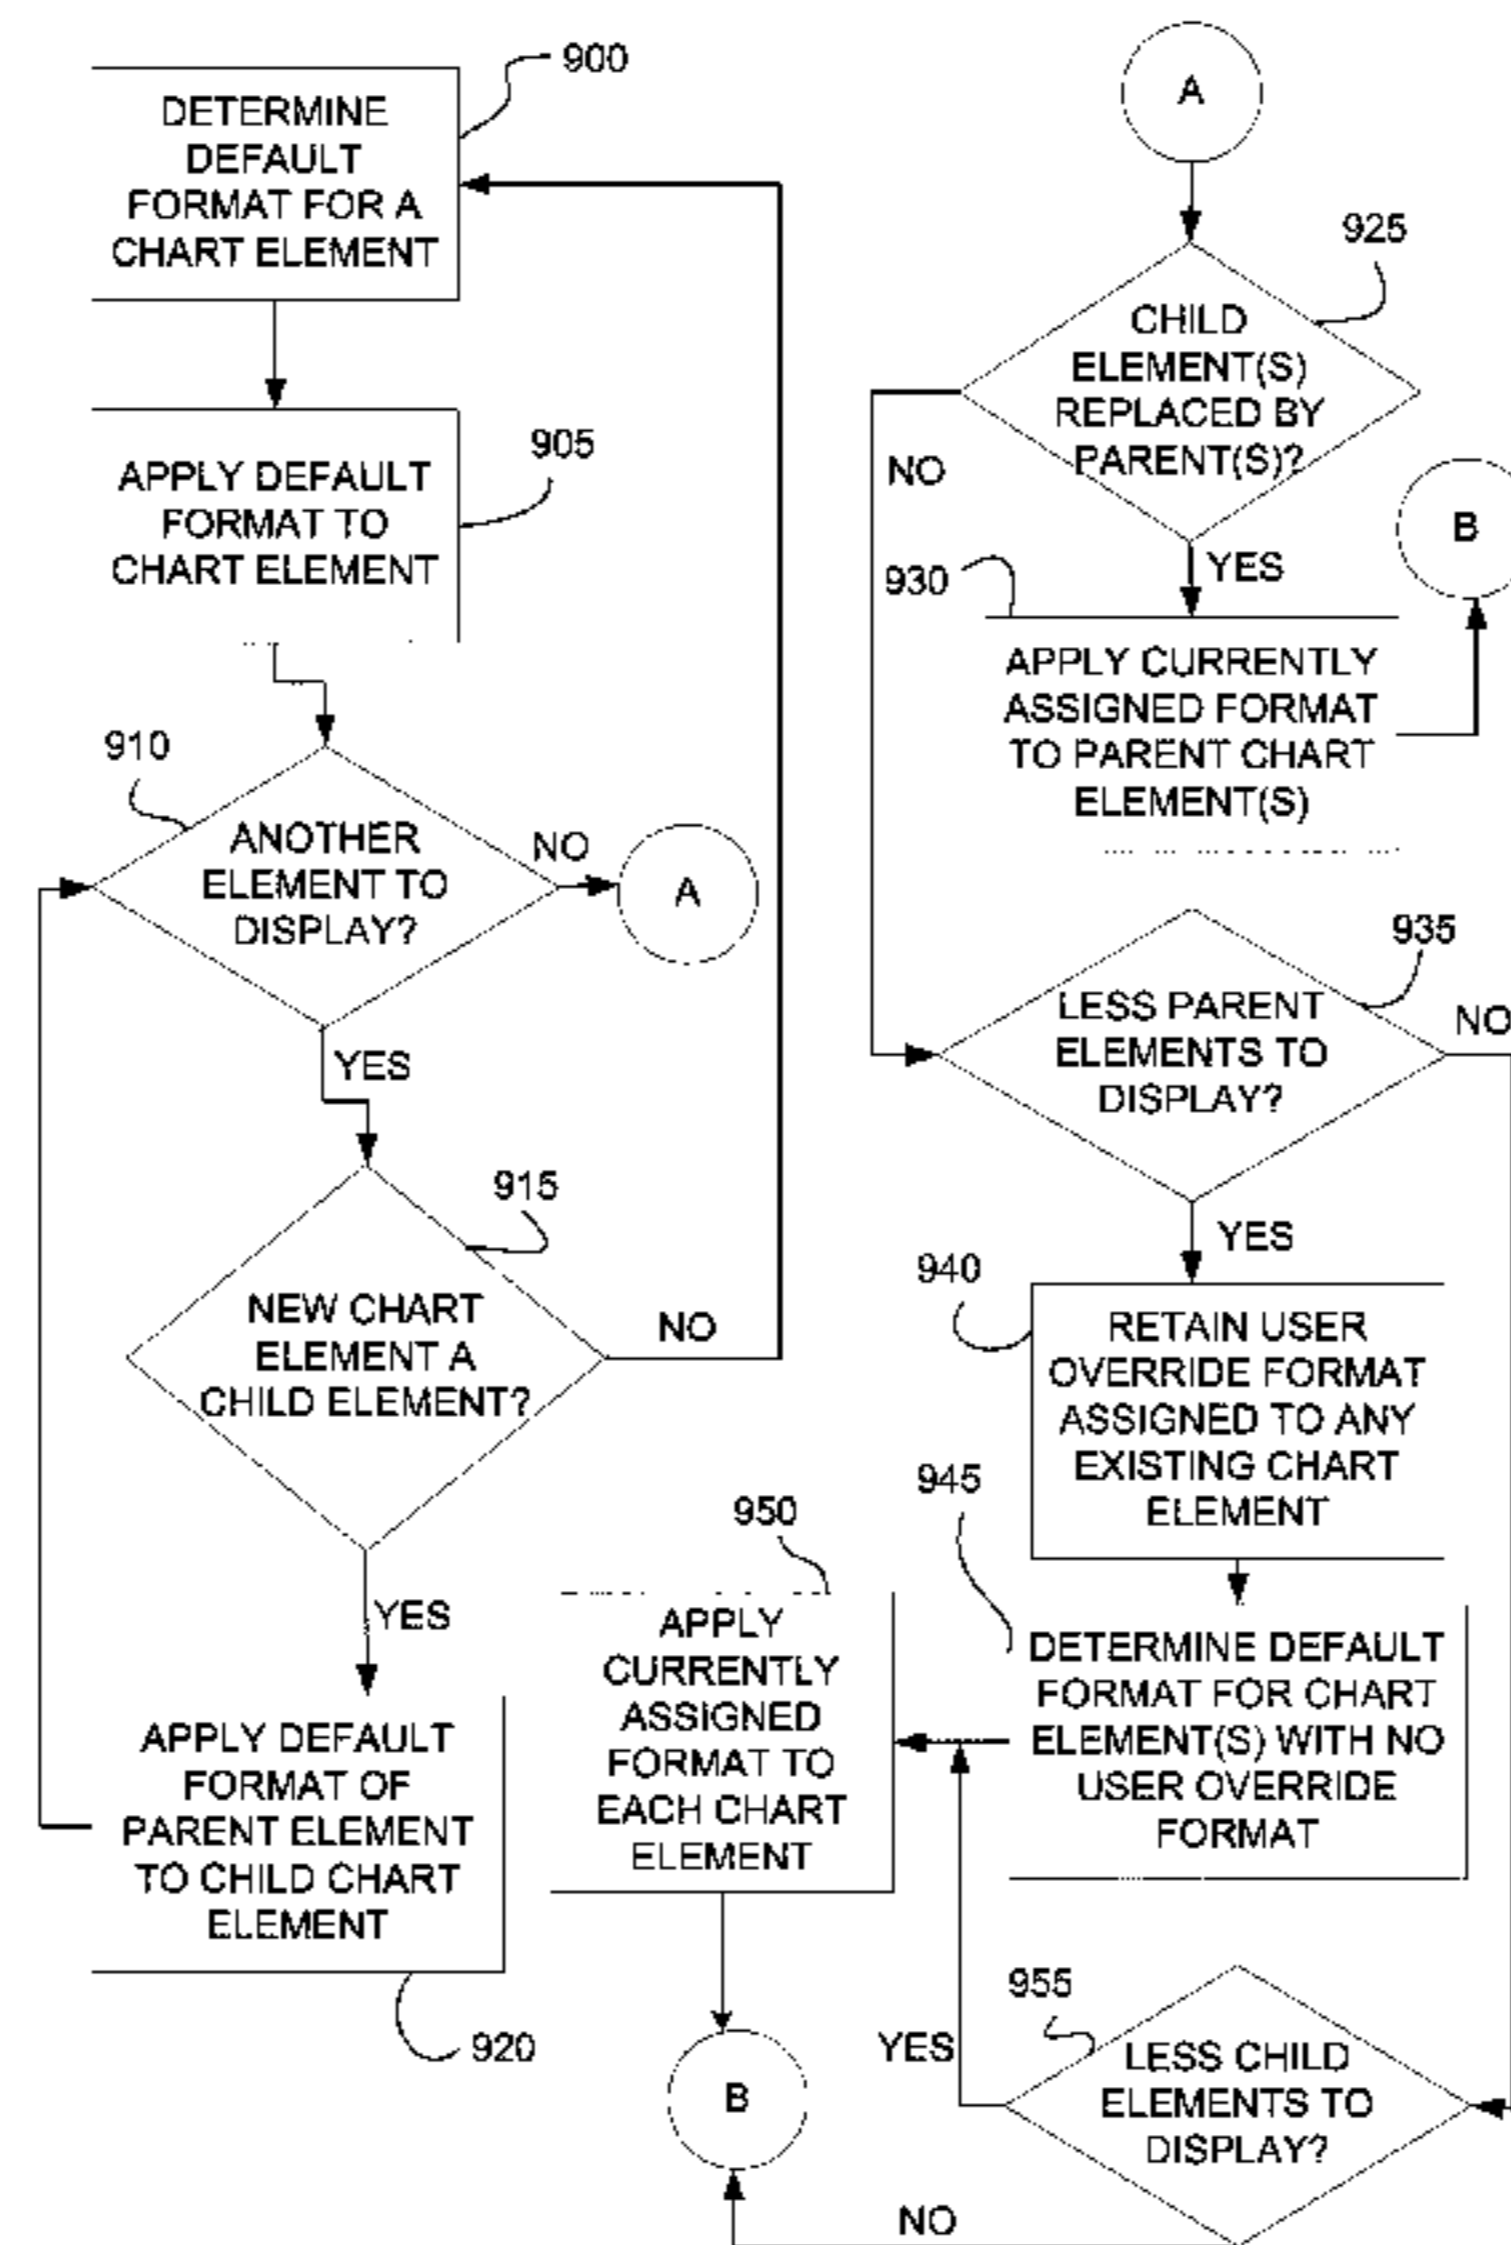 900
DETERMINE
DEFAULT
FORMAT FOR A
CHART ELEMENT
905
APPLY DEFAULT
FORMAT TO
CHART ELEMENT
910
ANOTHER
ELEMENT TO
DISPLAY?
NO
A
YES
915
NEW CHART
ELEMENT A
CHILD ELEMENT?
NO
YES
APPLY DEFAULT
FORMAT OF
PARENT ELEMENT
TO CHILD CHART
ELEMENT
920
A
925
CHILD
ELEMENT(S)
REPLACED BY
PARENT(S)?
NO
YES
B
930
APPLY CURRENTLY
ASSIGNED FORMAT
TO PARENT CHART
ELEMENT(S)
935
LESS PARENT
ELEMENTS TO
DISPLAY?
NO
YES
940
RETAIN USER
OVERRIDE FORMAT
ASSIGNED TO ANY
EXISTING CHART
ELEMENT
945
DETERMINE DEFAULT
FORMAT FOR CHART
ELEMENT(S) WITH NO
USER OVERRIDE
FORMAT
950
APPLY
CURRENTLY
ASSIGNED
FORMAT TO
EACH CHART
ELEMENT
955
LESS CHILD
ELEMENTS TO
DISPLAY?
YES
B
NO